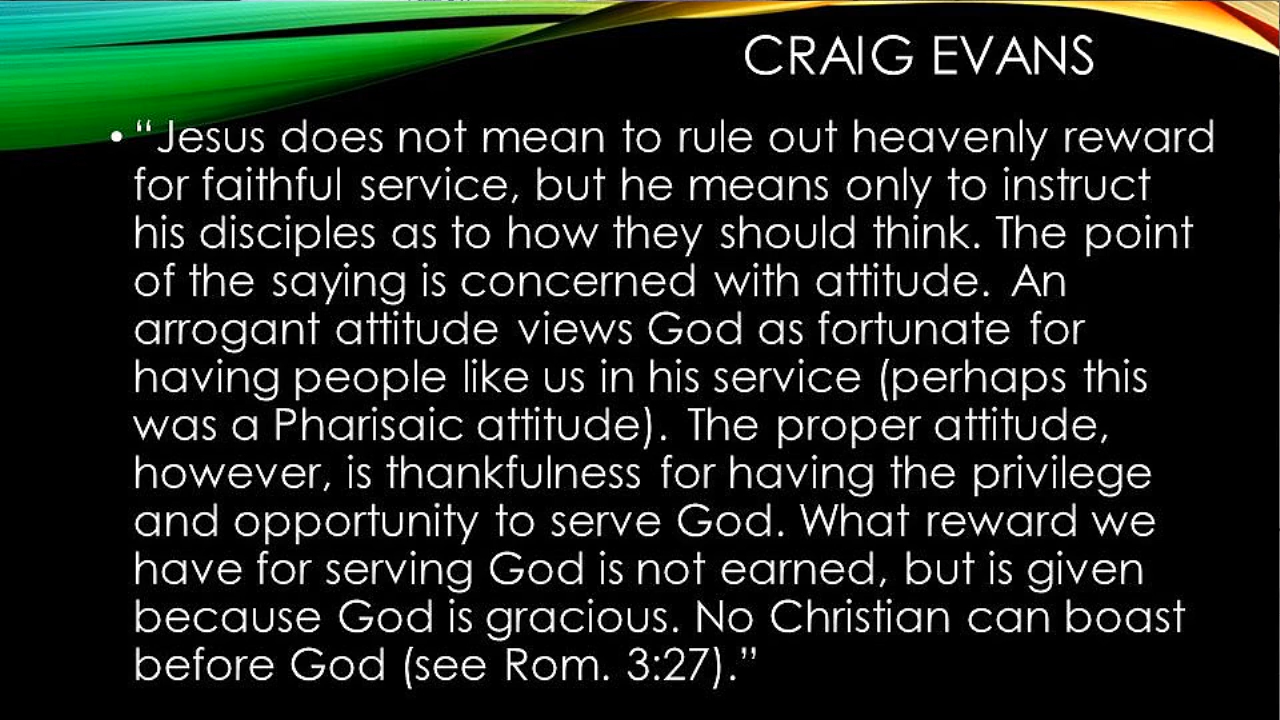 CRAIG EVANS
• “Jesus does not mean to rule out heavenly reward
for faithful service, but he means only to instruct
his disciples as to how they should think. The point
of the saying is concerned with attitude. An
arrogant attitude views God as fortunate for
having people like us in his service (perhaps this
was a Pharisaic attitude). The proper attitude,
however, is thankfulness for having the privilege
and opportunity to serve God. What reward we
have for serving God is not earned, but is given
because God is gracious. No Christian can boast
before God (see Rom. 3:27).”